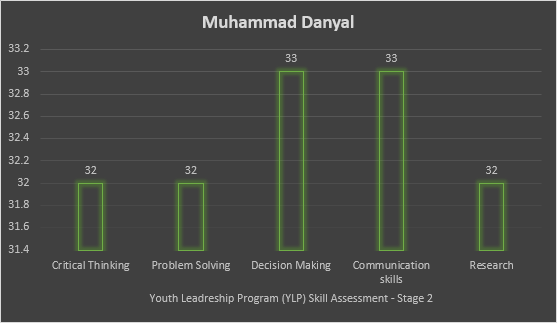 Muhammad Danyal
33.2
33
32.8
32.6
32.4
32.2
32
31.8
31.6
31.4
32
32
33
33
32
Critical Thinking
Problem Solving
Decision Making
Communication
skills
Research
Youth Leadreship Program (YLP) Skill Assessment - Stage 2